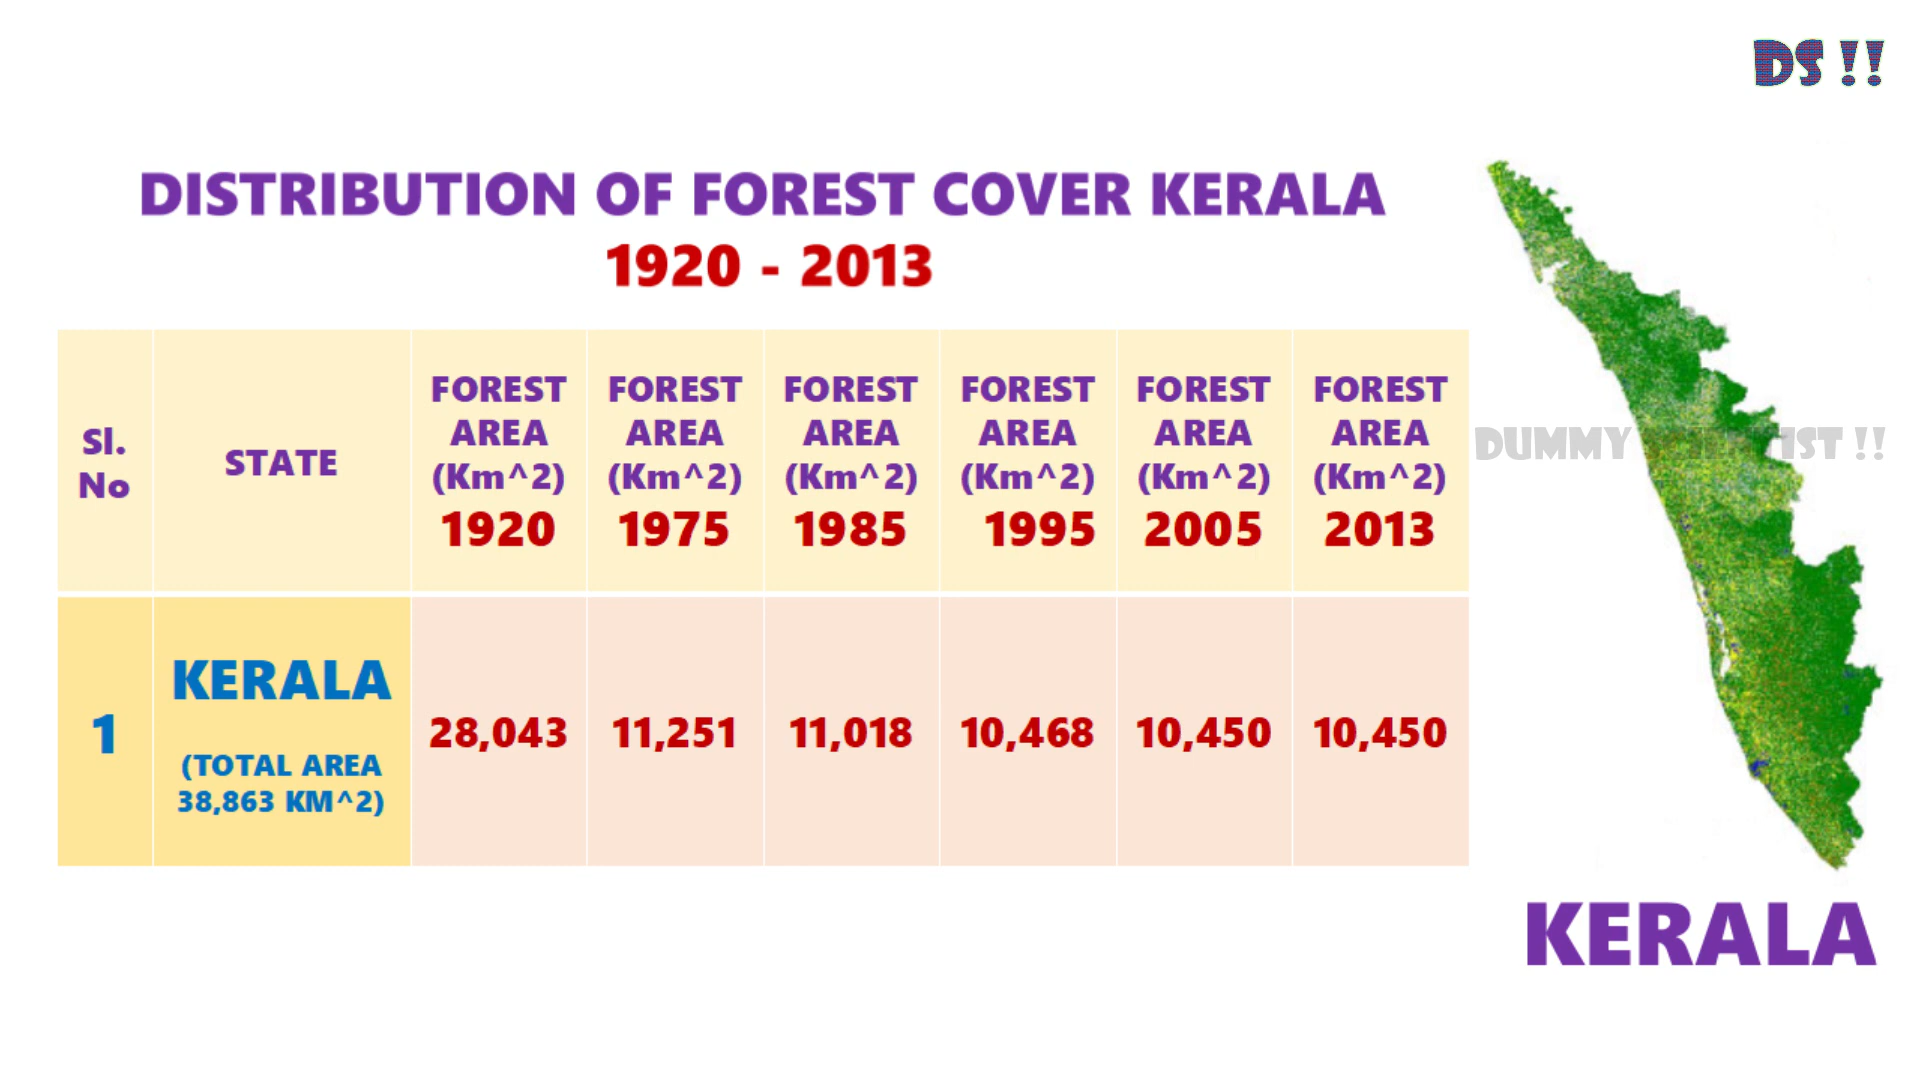 DS !!
DISTRIBUTION OF FOREST COVER KERALA
1920 - 2013
Sl.
No
STATE
FOREST
AREA
(Km^2)
1920
FOREST
AREA
(Km^2)
1975
FOREST
AREA
(Km^2)
1985
FOREST
AREA
(Km^2)
1995
FOREST
AREA
(Km^2)
2005
FOREST
AREA
(Km^2)
2013
DUMMY SCIENTIST !!
1
KERALA
(TOTAL AREA
38,863 KM^2)
28,043
11,251
11,018
10,468
10,450
10,450
KERALA